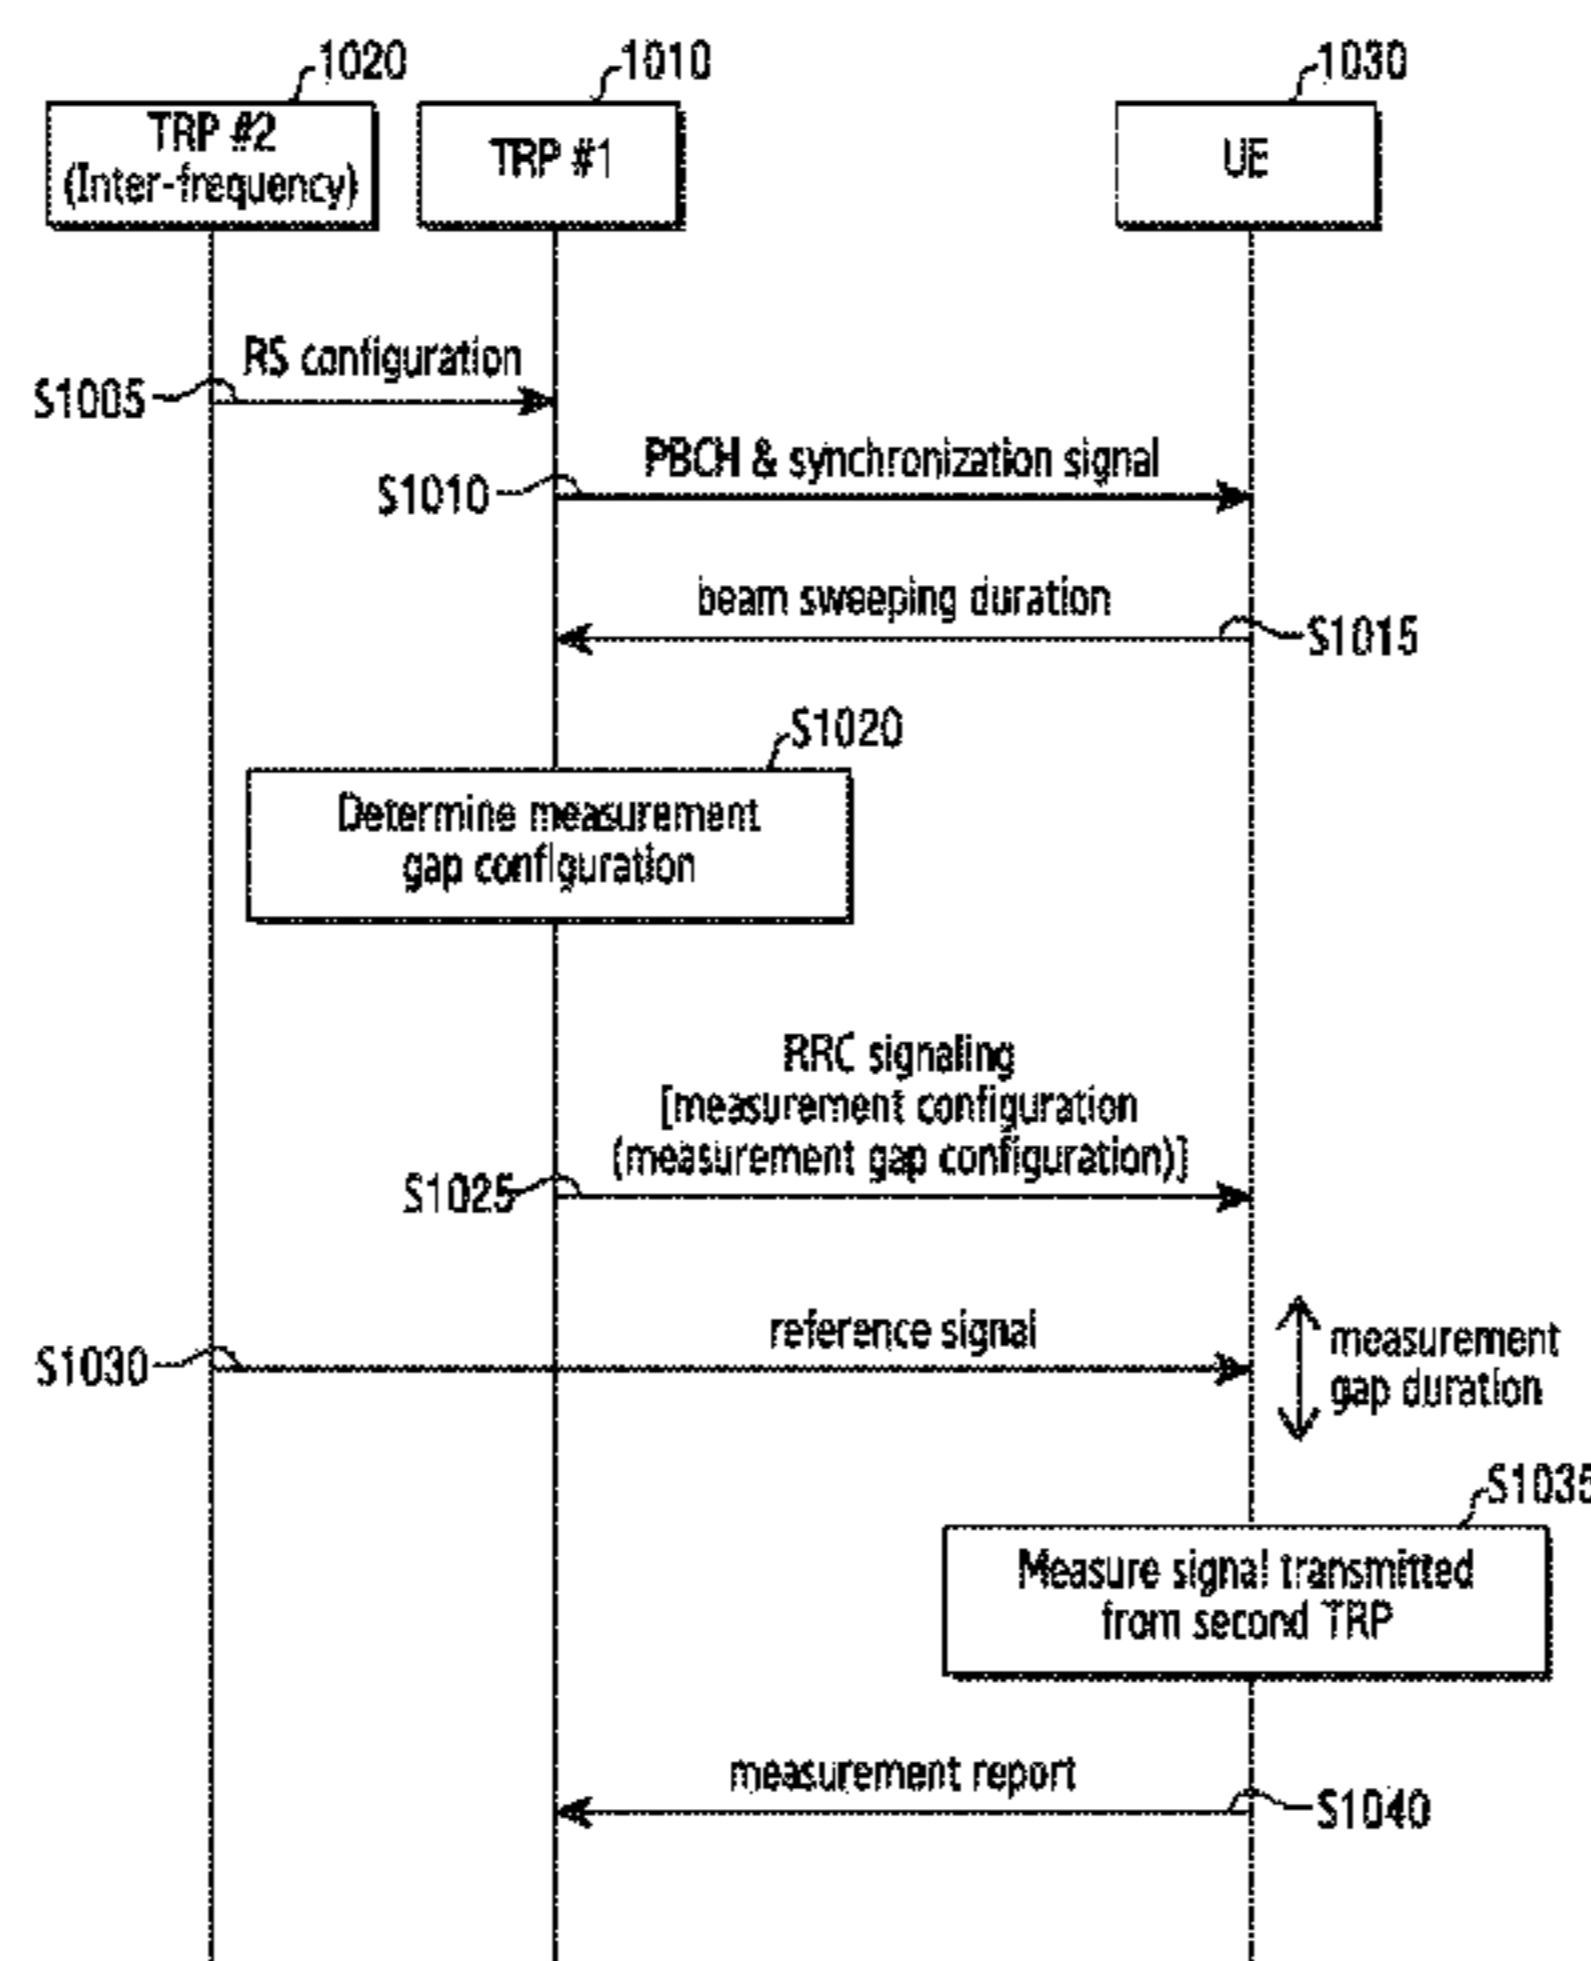 1020
1010
1030
TRP #2
(Inter-frequency)
TRP #1
UE
RS configuration
S1005
PBCH & synchronization signal
S1010
beam sweeping duration
S1015
S1020
Determine measurement
gap configuration
RRC signaling
[measurement configuration
(measurement gap configuration)]
S1025
reference signal
S1030
measurement
gap duration
S1035
Measure signal transmitted
from second TRP
measurement report
S1040